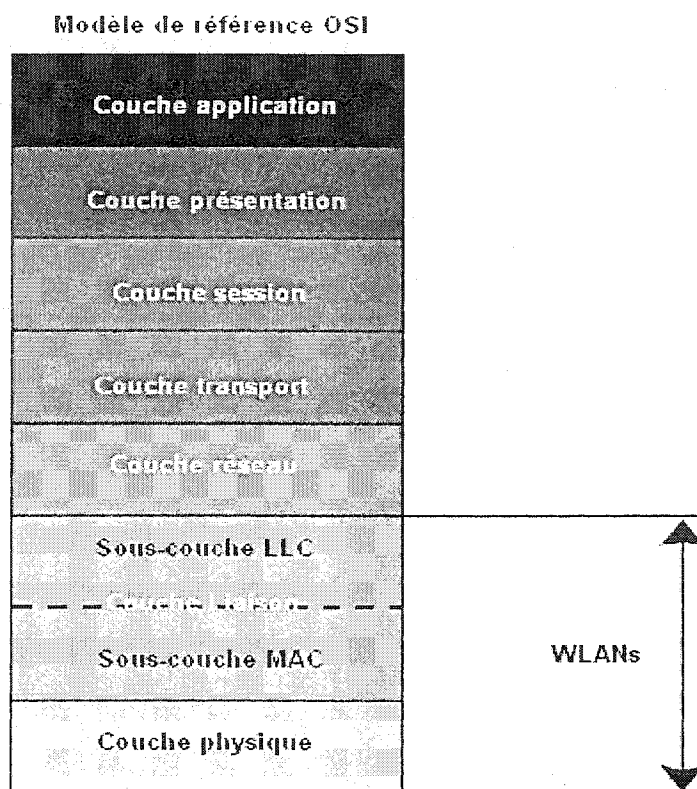 Modèle de référence OSI
Couche application
Couche présentation
Couche session
Couche transport
Couche réseau
Sous-couche LLC
Couche Liaison
Sous-couche MAC
WLANs
Couche physique